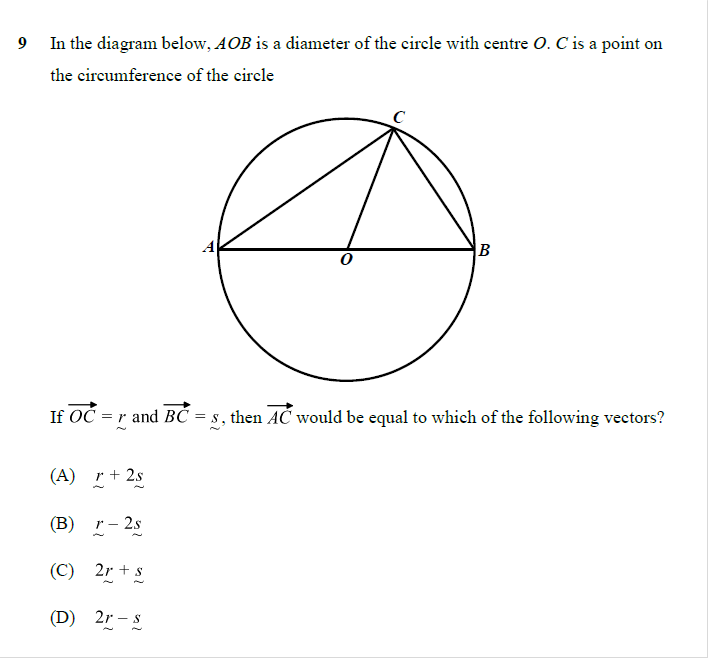 9 In the diagram below, AOB is a diameter of the circle with centre O. C is a point on
the circumference of the circle
C
A
B
O
If OC = r and BC = s, then AC would be equal to which of the following vectors?
(A) r + 2s
(B) r – 2s
(C) 2r + s
(D) 2r – s